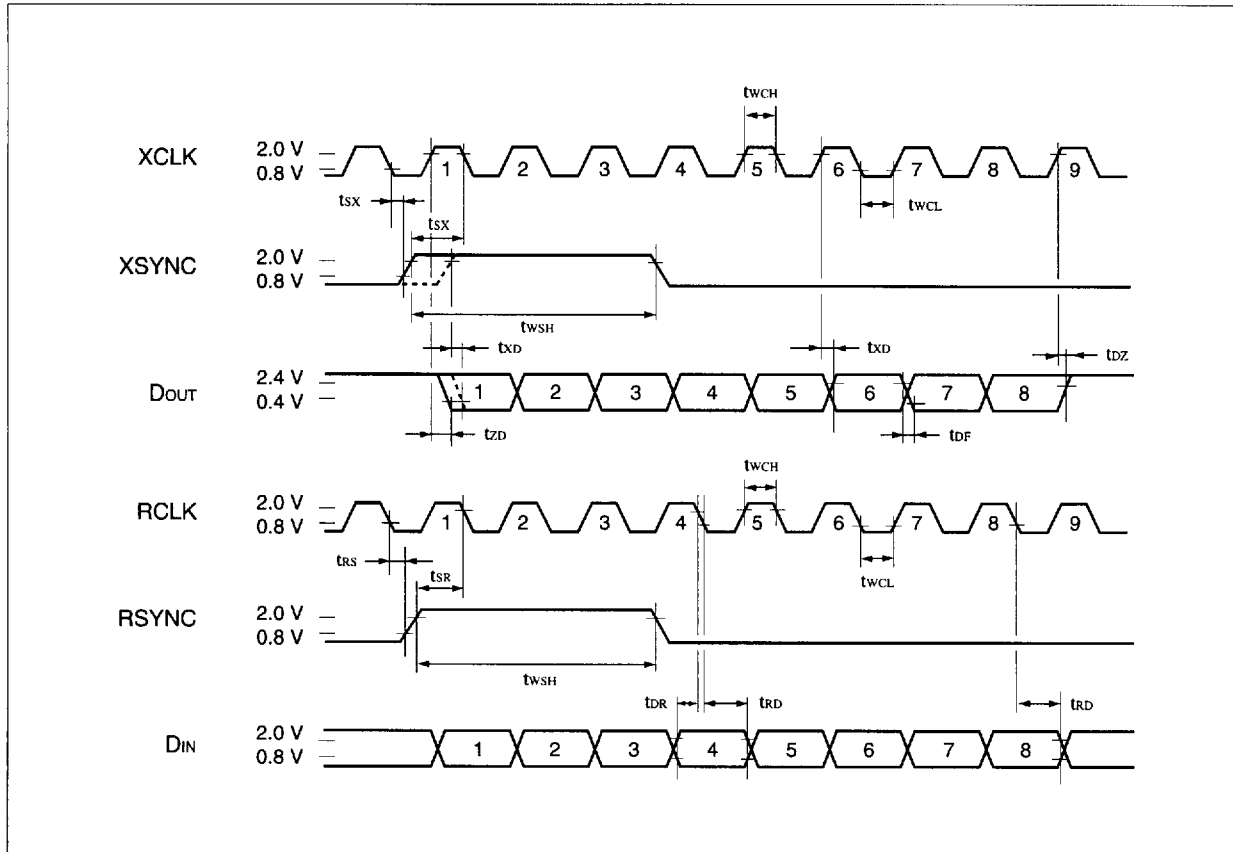 tWCH
XCLK 2.0 V 0.8 V 1 2 3 4 5 6 7 8 9
tSX tSX tWCL
XSYNC 2.0 V 0.8 V
tWSH
tXD tXD tDZ
DOUT 2.4 V 0.4 V 1 2 3 4 5 6 7 8
tZD tDF
tWCH
RCLK 2.0 V 0.8 V 1 2 3 4 5 6 7 8 9
tRS tSR tWCL
RSYNC 2.0 V 0.8 V
tWSH
tDR tRD tRD
DIN 2.0 V 0.8 V 1 2 3 4 5 6 7 8